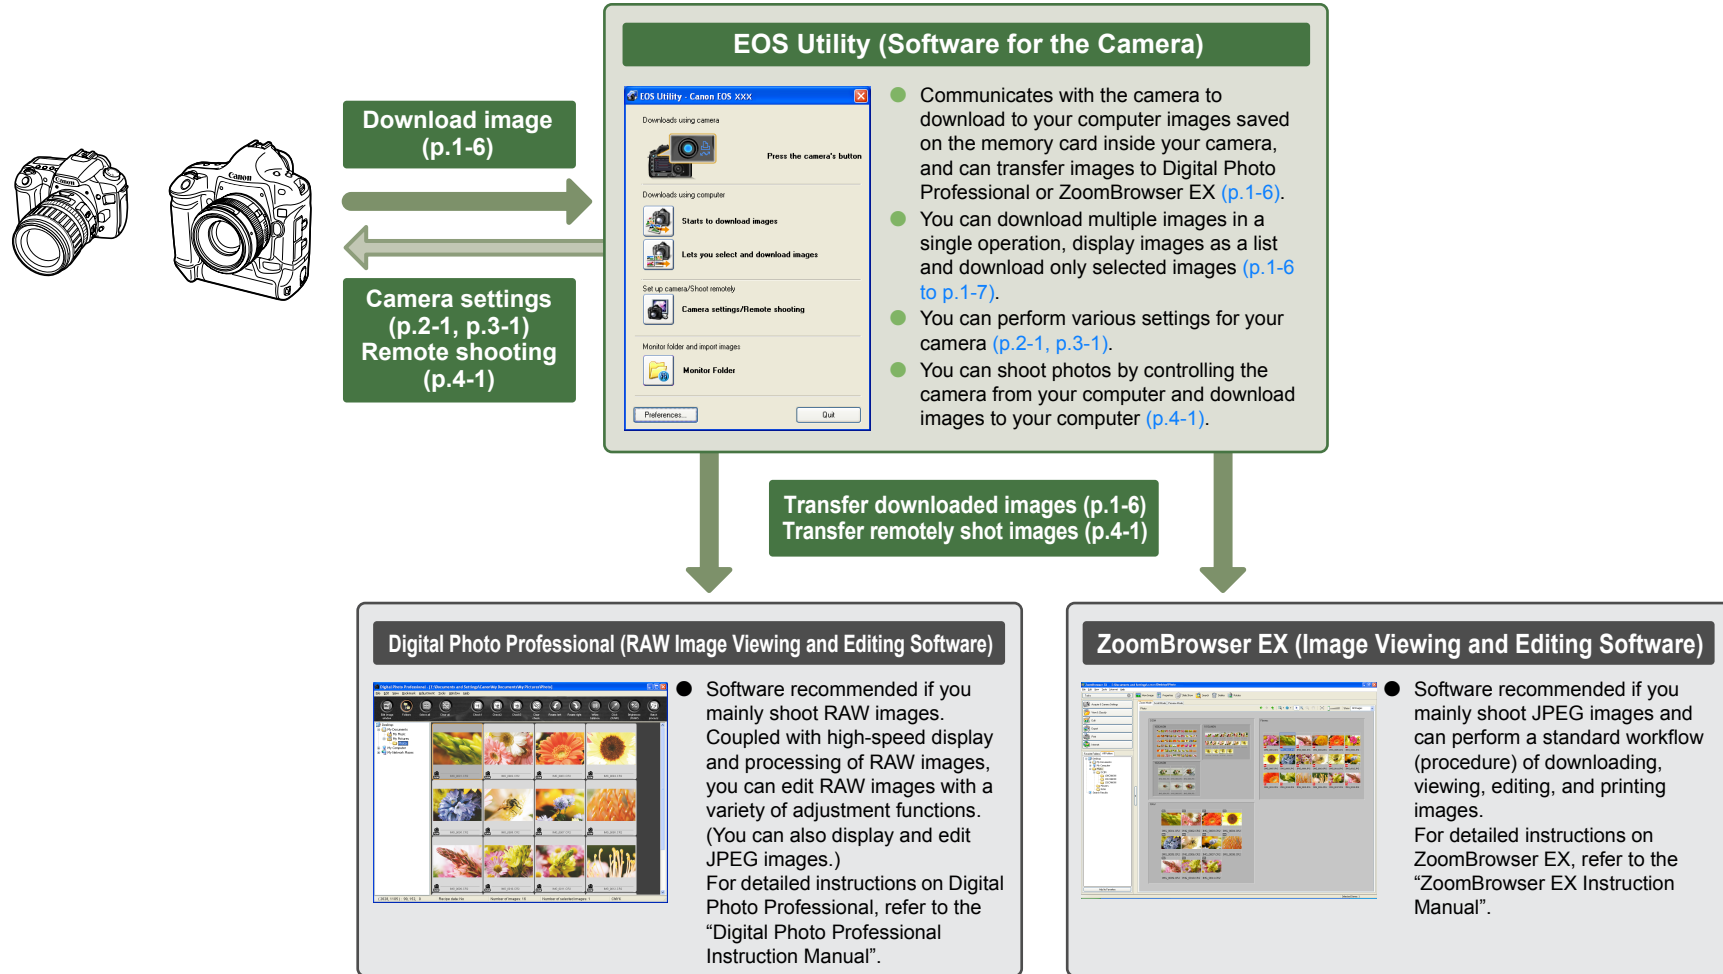 EOS Utility (Software for the Camera)
Download image
(p.1-6)
Canon
Canon
Camera settings
(p.2-1, p.3-1)
Remote shooting
(p.4-1)
EOS Utility - Canon EOS XXX
Downloads using camera
Press the camera's button
Downloads using computer
Starts to download images
Lets you select and download images
Set up camera/Shoot remotely
Camera settings/Remote shooting
Monitor folder and import images
Monitor Folder
Preferences...
Quit
● Communicates with the camera to
download to your computer images saved
on the memory card inside your camera,
and can transfer images to Digital Photo
Professional or ZoomBrowser EX (p.1-6).
● You can download multiple images in a
single operation, display images as a list
and download only selected images (p.1-6
to p.1-7).
● You can perform various settings for your
camera (p.2-1, p.3-1).
● You can shoot photos by controlling the
camera from your computer and download
images to your computer (p.4-1).
Transfer downloaded images (p.1-6)
Transfer remotely shot images (p.4-1)
Digital Photo Professional (RAW Image Viewing and Editing Software)
● Software recommended if you
mainly shoot RAW images.
Coupled with high-speed display
and processing of RAW images,
you can edit RAW images with a
variety of adjustment functions.
(You can also display and edit
JPEG images.)
For detailed instructions on Digital
Photo Professional, refer to the
“Digital Photo Professional
Instruction Manual”.
ZoomBrowser EX (Image Viewing and Editing Software)
● Software recommended if you
mainly shoot JPEG images and
can perform a standard workflow
(procedure) of downloading,
viewing, editing, and printing
images.
For detailed instructions on
ZoomBrowser EX, refer to the
“ZoomBrowser EX Instruction
Manual”.